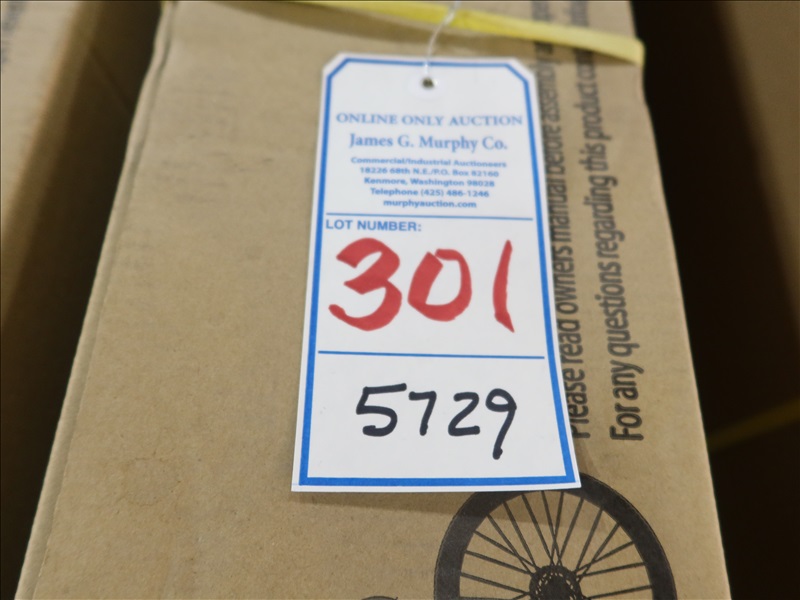 ONLINE ONLY AUCTION
James G. Murphy Co.
Commercial/Industrial Auctioneers
18226 68th N.E./P.O. Box 82160
Kenmore, Washington 98028
Telephone (425) 486-1246
murphyauction.com
LOT NUMBER:
301
5729
Please read owners manual before assembly
For any questions regarding this product